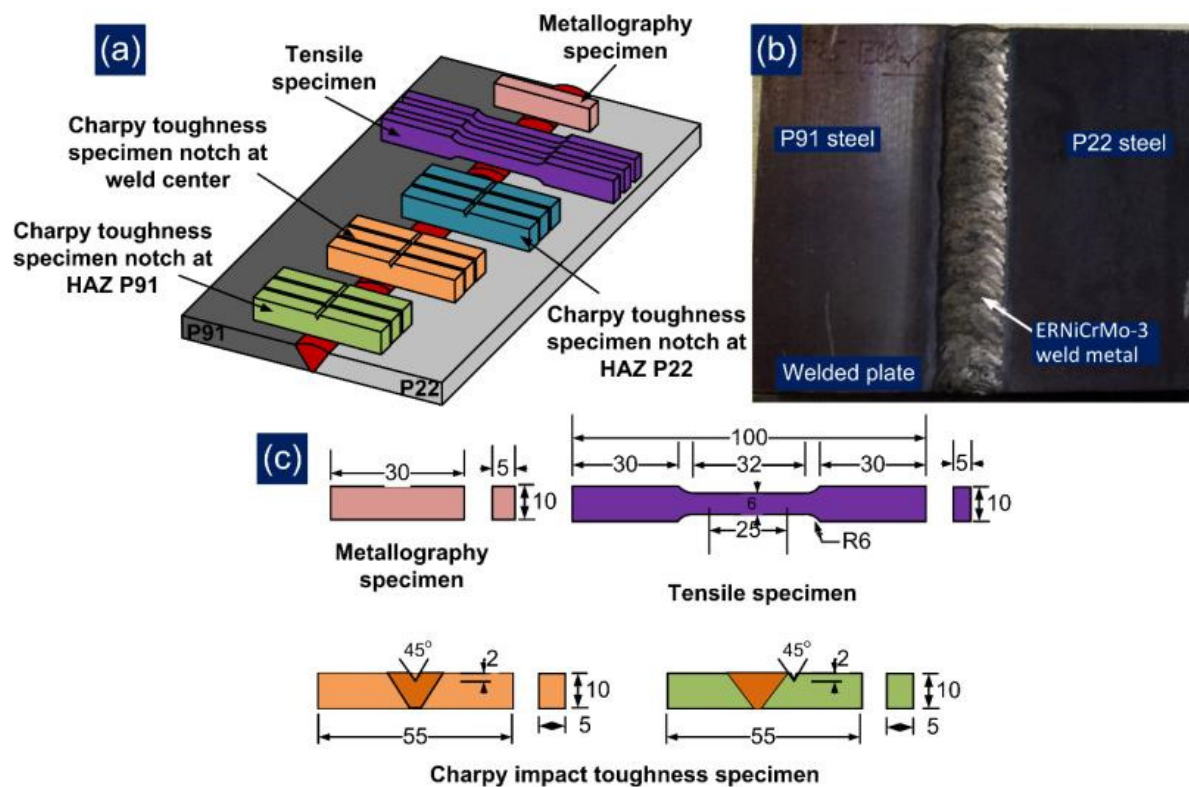 (a)
Metallography
specimen
Tensile
specimen
Charpy toughness
specimen notch at
weld center
Charpy toughness
specimen notch at
HAZ P91
Charpy toughness
specimen notch at
HAZ P22
P91
P22
(b)
P91 steel
P22 steel
ERNiCrMo-3
weld metal
Welded plate
(c)
30
5
10
Metallography
specimen
100
30
32
30
5
6
10
25
R6
Tensile specimen
45°
2
10
55
5
45°
2
10
55
5
Charpy impact toughness specimen